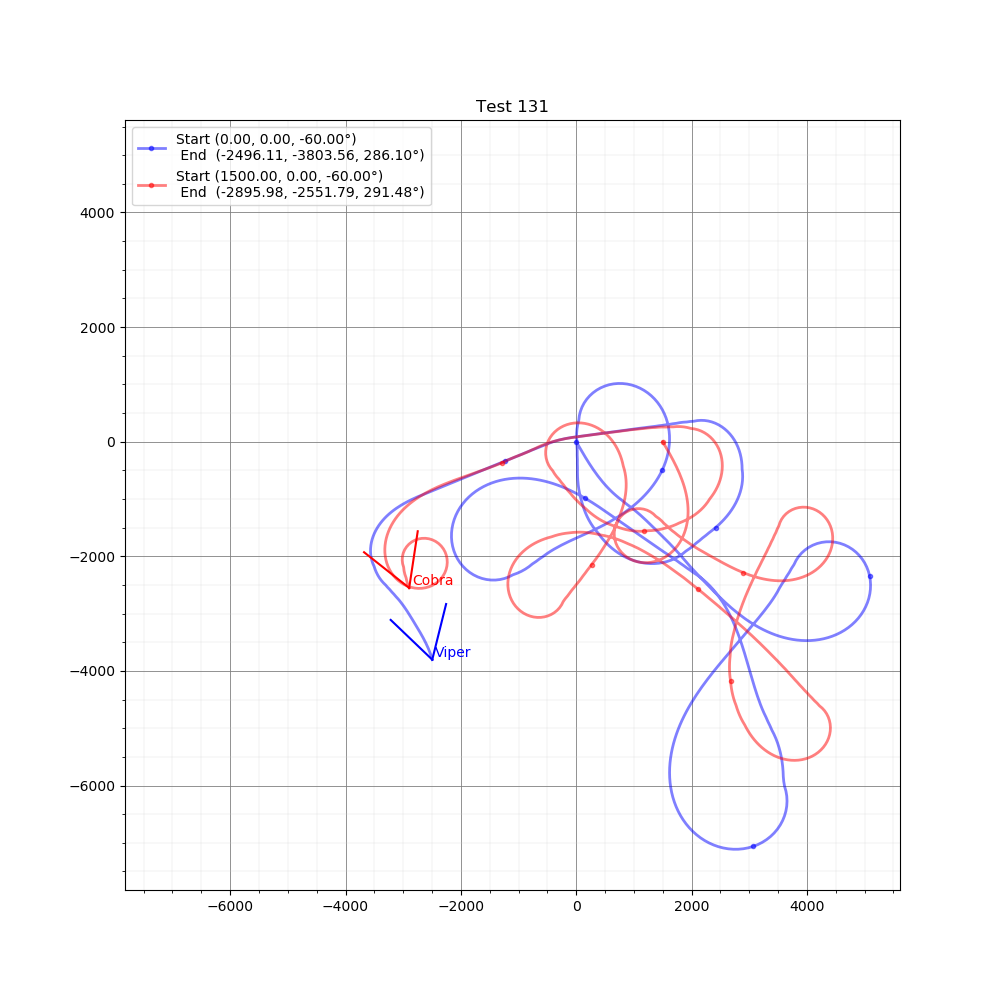 Test 131
Start (0.00, 0.00, -60.00°)
End (-2496.11, -3803.56, 286.10°)
Start (1500.00, 0.00, -60.00°)
End (-2895.98, -2551.79, 291.48°)
4000
2000
0
−2000
−4000
−6000
Cobra
Viper
−6000
−4000
−2000
0
2000
4000